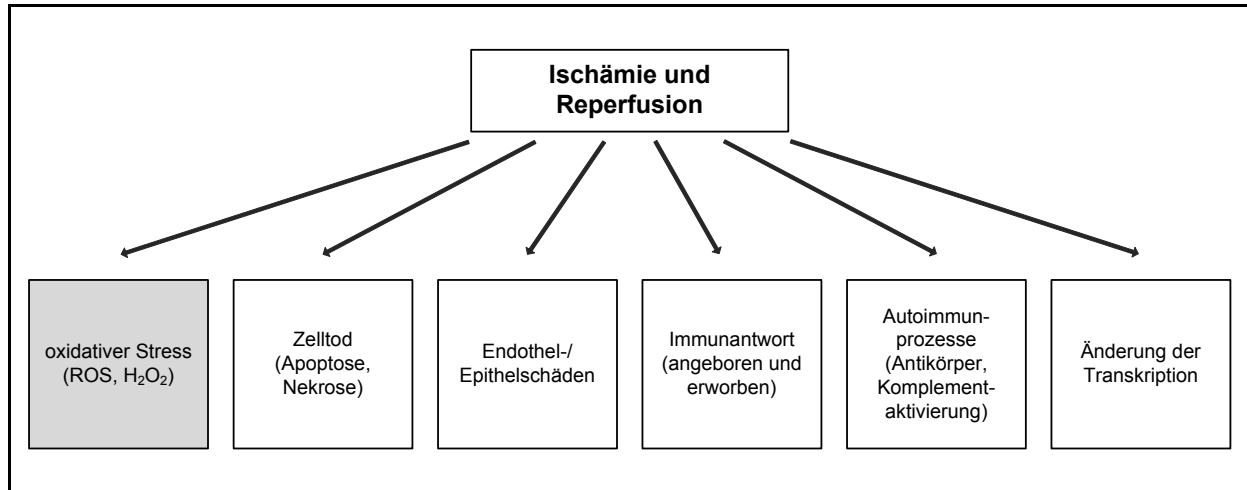 Ischämie und
Reperfusion
oxidativer Stress
(ROS, H₂O₂)
Zelltod
(Apoptose,
Nekrose)
Endothel-/
Epithelschäden
Immunantwort
(angeboren und
erworben)
Autoimmun-
prozesse
(Antikörper,
Komplement-
aktivierung)
Änderung der
Transkription